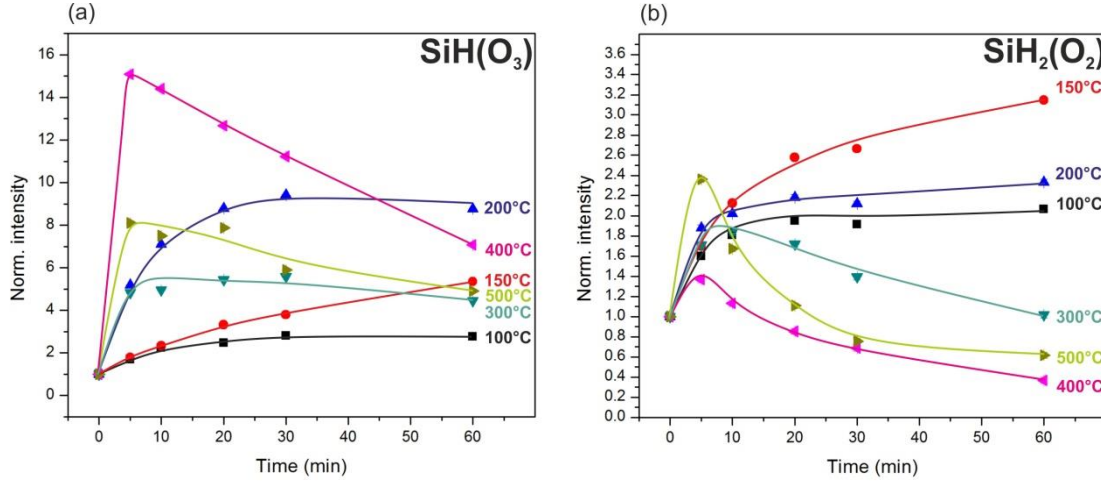 (a)
SiH(O₃)
Norm. intensity
16
14
12
10
8
6
4
2
0
200°C
400°C
150°C
500°C
300°C
100°C
0 10 20 30 40 50 60
Time (min)
(b)
SiH₂(O₂)
Norm. intensity
3.6
3.4
3.2
3.0
2.8
2.6
2.4
2.2
2.0
1.8
1.6
1.4
1.2
1.0
0.8
0.6
0.4
0.2
0.0
150°C
200°C
100°C
300°C
500°C
400°C
0 10 20 30 40 50 60
Time (min)